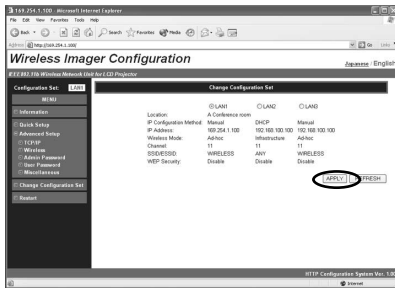 169.254.1.100 - Microsoft Internet Explorer
File Edit View Favorites Tools Help
Back Search Favorites Media
Address http://169.254.1.100/ Go Links
Wireless Imager Configuration
Japanese / English
IEEE802.11b Wireless Network Unit for LCD Projector
Configuration Set: LAN1
Change Configuration Set
MENU
Information
Quick Setup
Advanced Setup
TCP/IP
Wireless
Admin Password
User Password
Miscellaneous
Change Configuration Set
Restart
LAN1 LAN2 LAN3
Location: A Conference room
IP Configuration Method: Manual DHCP Manual
IP Address: 169.254.1.100 192.168.100.100 192.168.100.100
Wireless Mode: Ad-hoc Infrastructure Ad-hoc
Channel: 11 11 11
SSID/ESSID: WIRELESS ANY WIRELESS
WEP Security: Disable Disable Disable
APPLY REFRESH
HTTP Configuration System Ver. 1.00
Internet